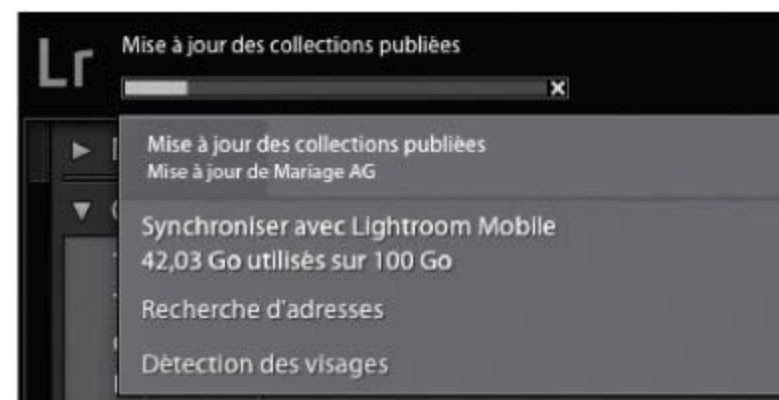 Lr
Mise à jour des collections publiées
Mise à jour des collections publiées
Mise à jour de Mariage AG
Synchroniser avec Lightroom Mobile
42,03 Go utilisés sur 100 Go
Recherche d'adresses
Détection des visages